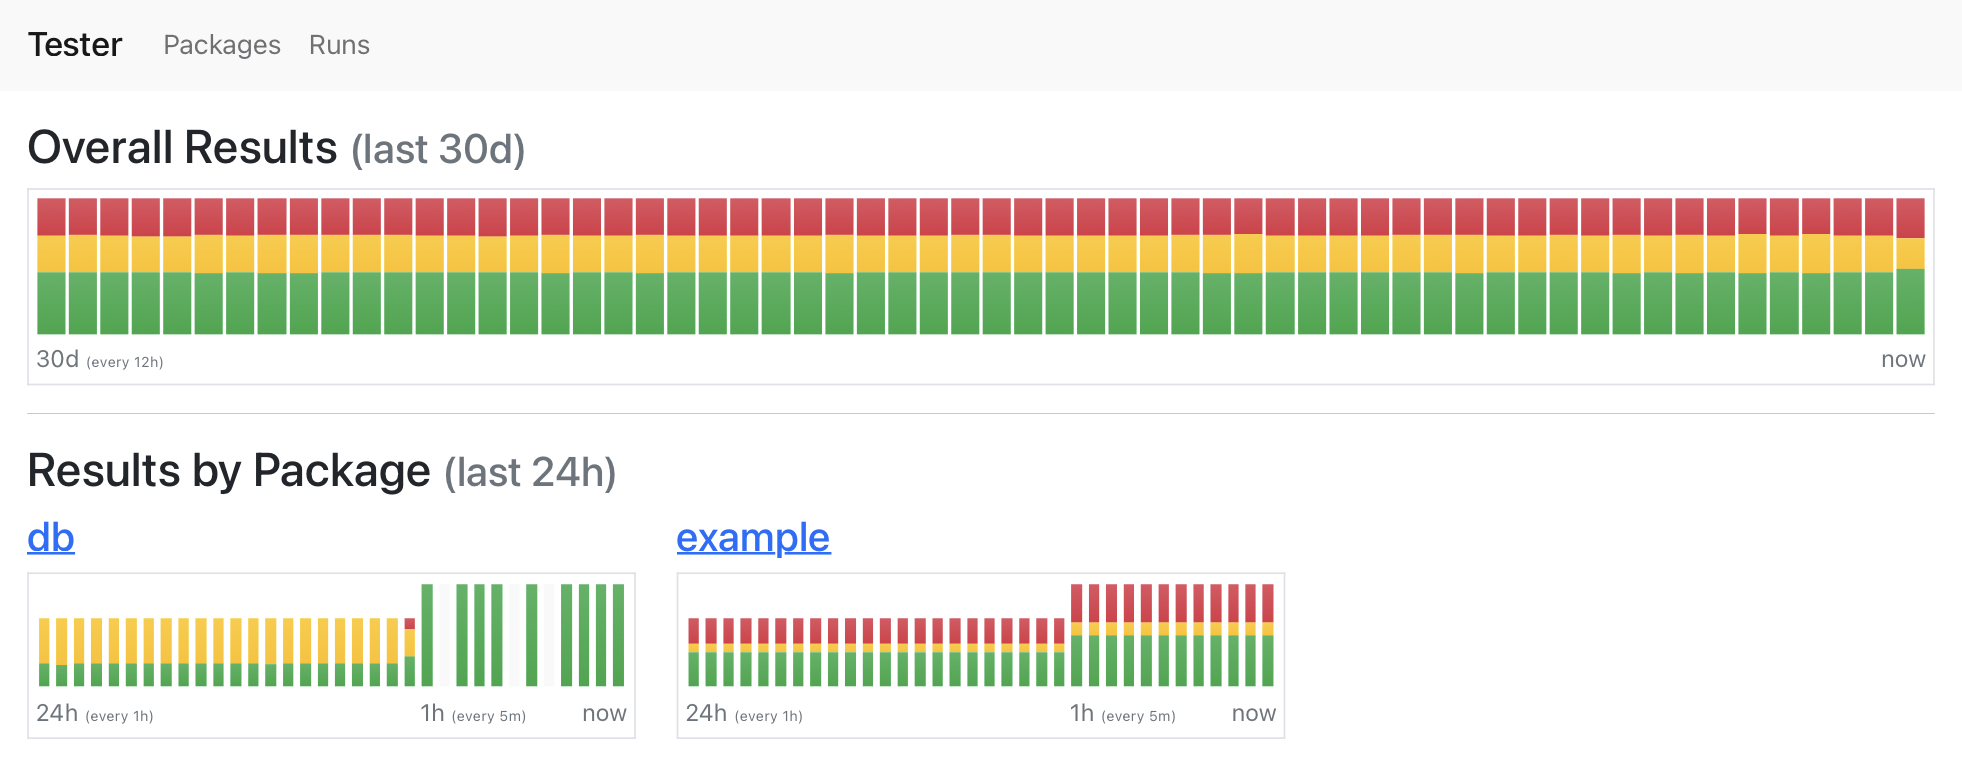 Tester Packages Runs
Overall Results (last 30d)
30d (every 12h) now
Results by Package (last 24h)
db example
24h (every 1h) 1h (every 5m) now 24h (every 1h) 1h (every 5m) now